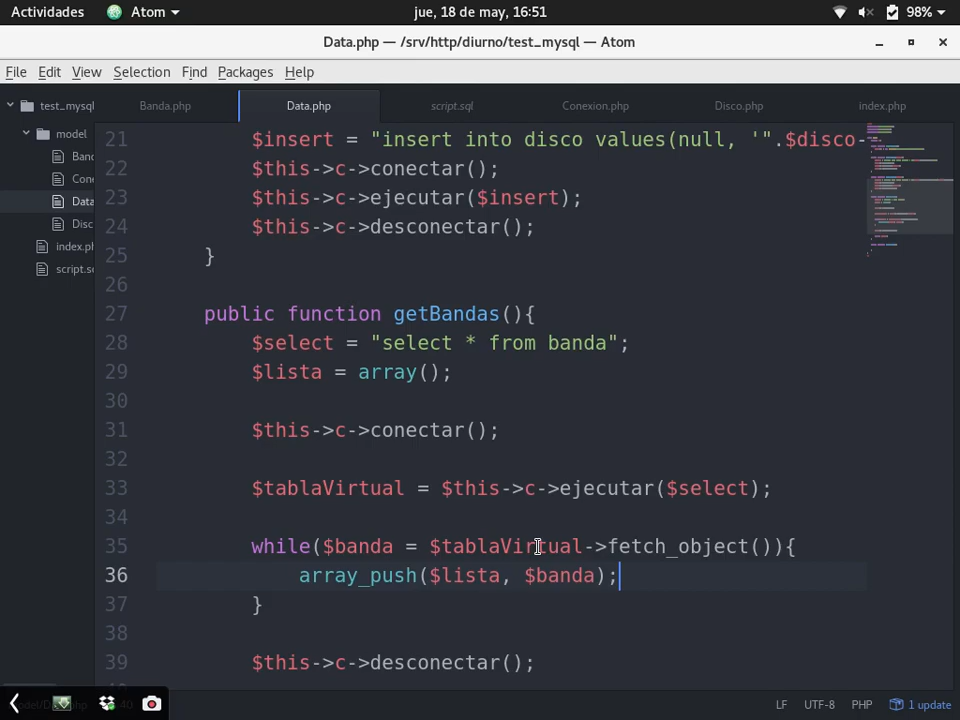 Actividades Atom jue, 18 de may, 16:51 98%
Data.php — /srv/http/diurno/test_mysql — Atom
File Edit View Selection Find Packages Help
test_mysql Banda.php Data.php script.sql Conexion.php Disco.php index.php
model
Band
Cone
Data
Disc
index.ph
script.sc
21 $insert = "insert into disco values(null, '".$disco-
22 $this->c->conectar();
23 $this->c->ejecutar($insert);
24 $this->c->desconectar();
25 }
26
27 public function getBandas(){
28 $select = "select * from banda";
29 $lista = array();
30
31 $this->c->conectar();
32
33 $tablaVirtual = $this->c->ejecutar($select);
34
35 while($banda = $tablaVirtual->fetch_object()){
36 array_push($lista, $banda);
37 }
38
39 $this->c->desconectar();
LF UTF-8 PHP 1 update